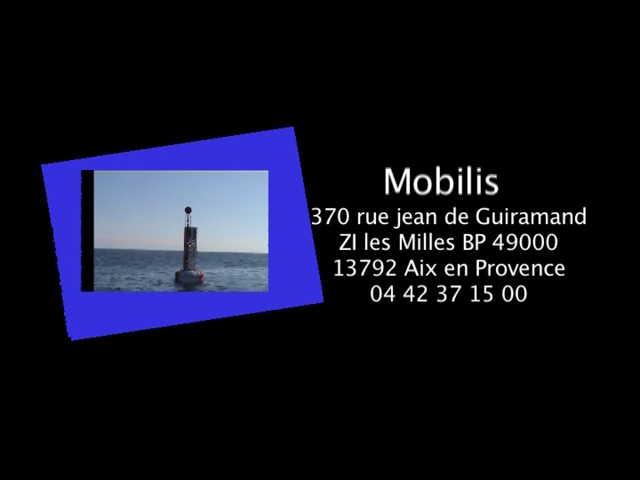 Mobilis
370 rue jean de Guiramand
ZI les Milles BP 49000
13792 Aix en Provence
04 42 37 15 00